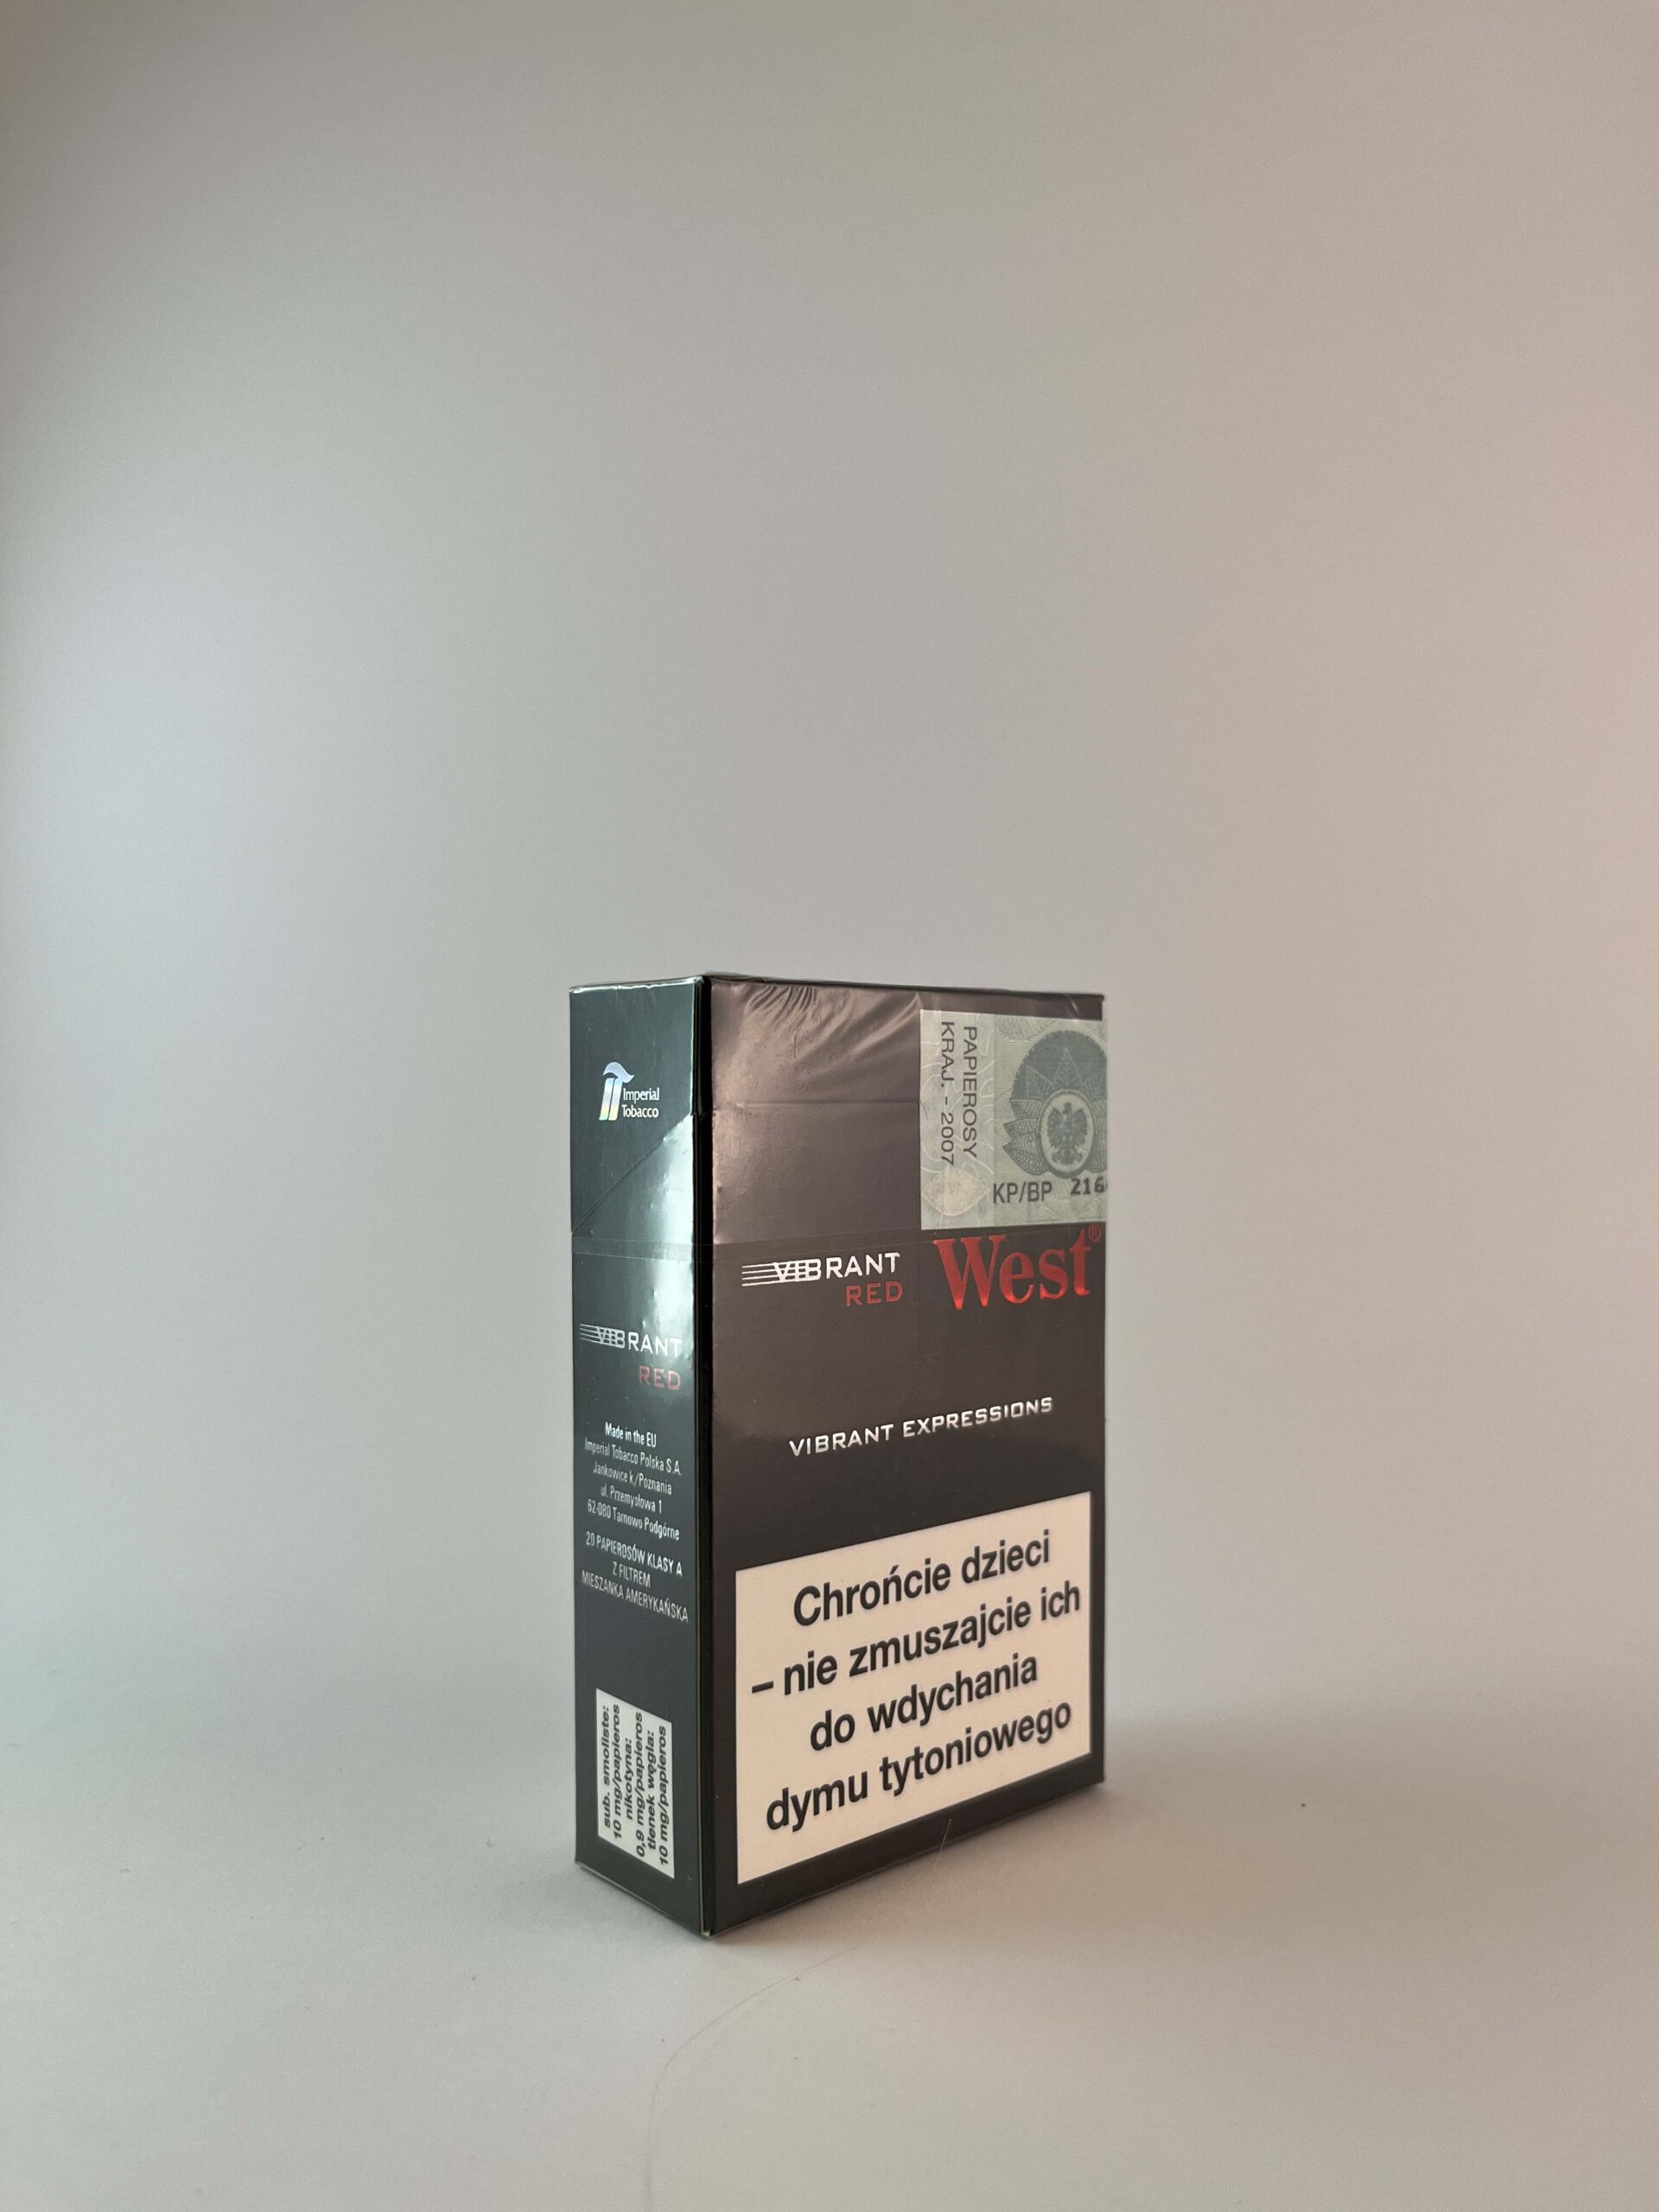 Imperial
Tobacco
VIBRANT
RED
Made in the EU
Imperial Tobacco Polska S.A.
Jankowice k/Poznania
ul. Przemysłowa 1
62-080 Tarnowo Podgórne
20 PAPIEROSÓW KLASY A
Z FILTREM
MIESZANKA AMERYKAŃSKA
sub. smoliste:
10 mg/papieros
nikotyna:
0,9 mg/papieros
tlenek węgla:
10 mg/papieros
PAPIEROSY
KRAJ. - 2007
KP/BP 216
VIBRANT
RED
West®
VIBRANT EXPRESSIONS
Chrońcie dzieci
– nie zmuszajcie ich
do wdychania
dymu tytoniowego